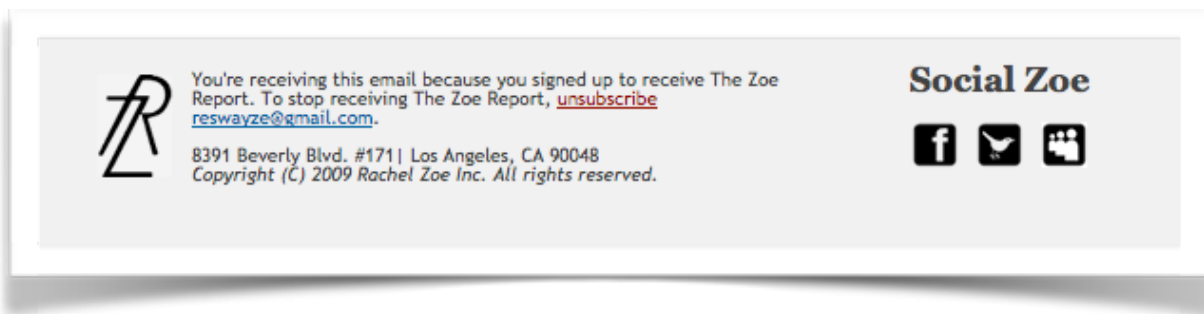 You're receiving this email because you signed up to receive The Zoe
Report. To stop receiving The Zoe Report, unsubscribe
reswayze@gmail.com.
8391 Beverly Blvd. #171| Los Angeles, CA 90048
Copyright (C) 2009 Rachel Zoe Inc. All rights reserved.
Social Zoe